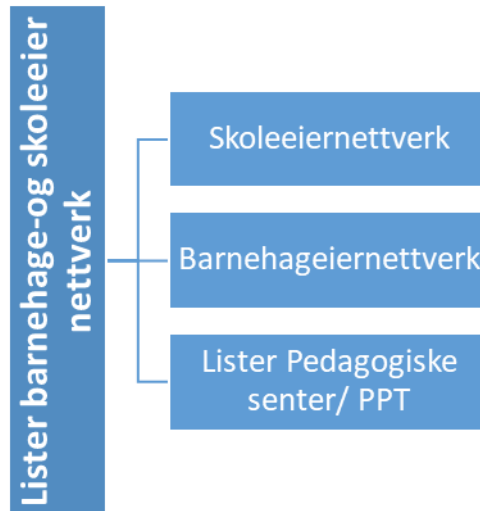 Lister barnehage-og skoleeier
nettverk
Skoleeiernettverk
Barnehageiernettverk
Lister Pedagogiske
senter/ PPT